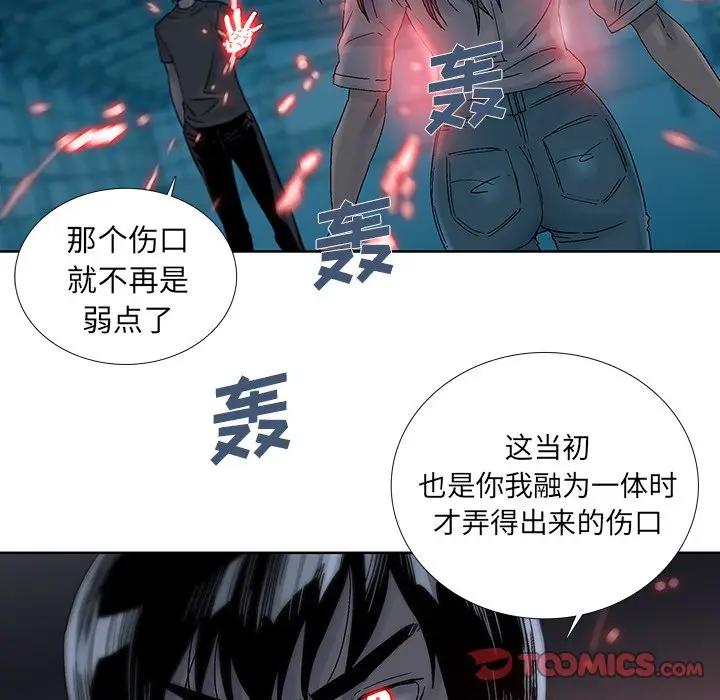 轰
轰
那个伤口
就不再是
弱点了
轰
这当初
也是你我融为一体时
才弄得出来的伤口
TOOMICS.COM